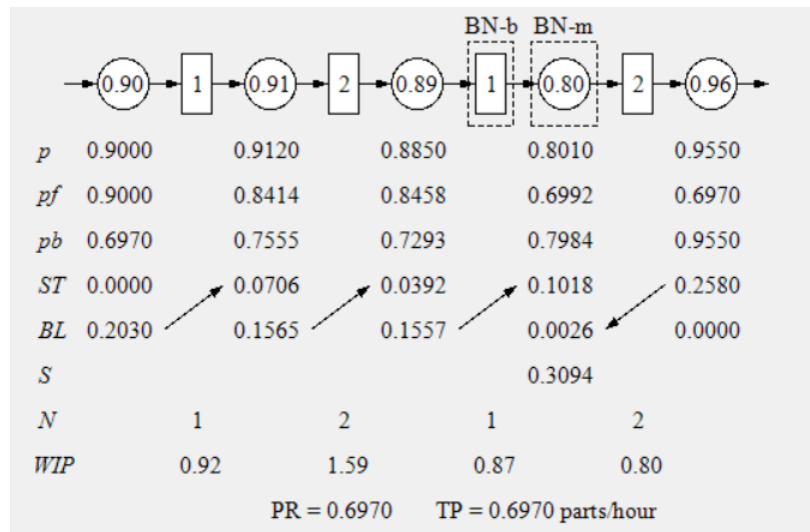 BN-b BN-m
0.90 1 0.91 2 0.89 1 0.80 2 0.96
p 0.9000 0.9120 0.8850 0.8010 0.9550
pf 0.9000 0.8414 0.8458 0.6992 0.6970
pb 0.6970 0.7555 0.7293 0.7984 0.9550
ST 0.0000 0.0706 0.0392 0.1018 0.2580
BL 0.2030 0.1565 0.1557 0.0026 0.0000
S 0.3094
N 1 2 1 2
WIP 0.92 1.59 0.87 0.80
PR = 0.6970 TP = 0.6970 parts/hour